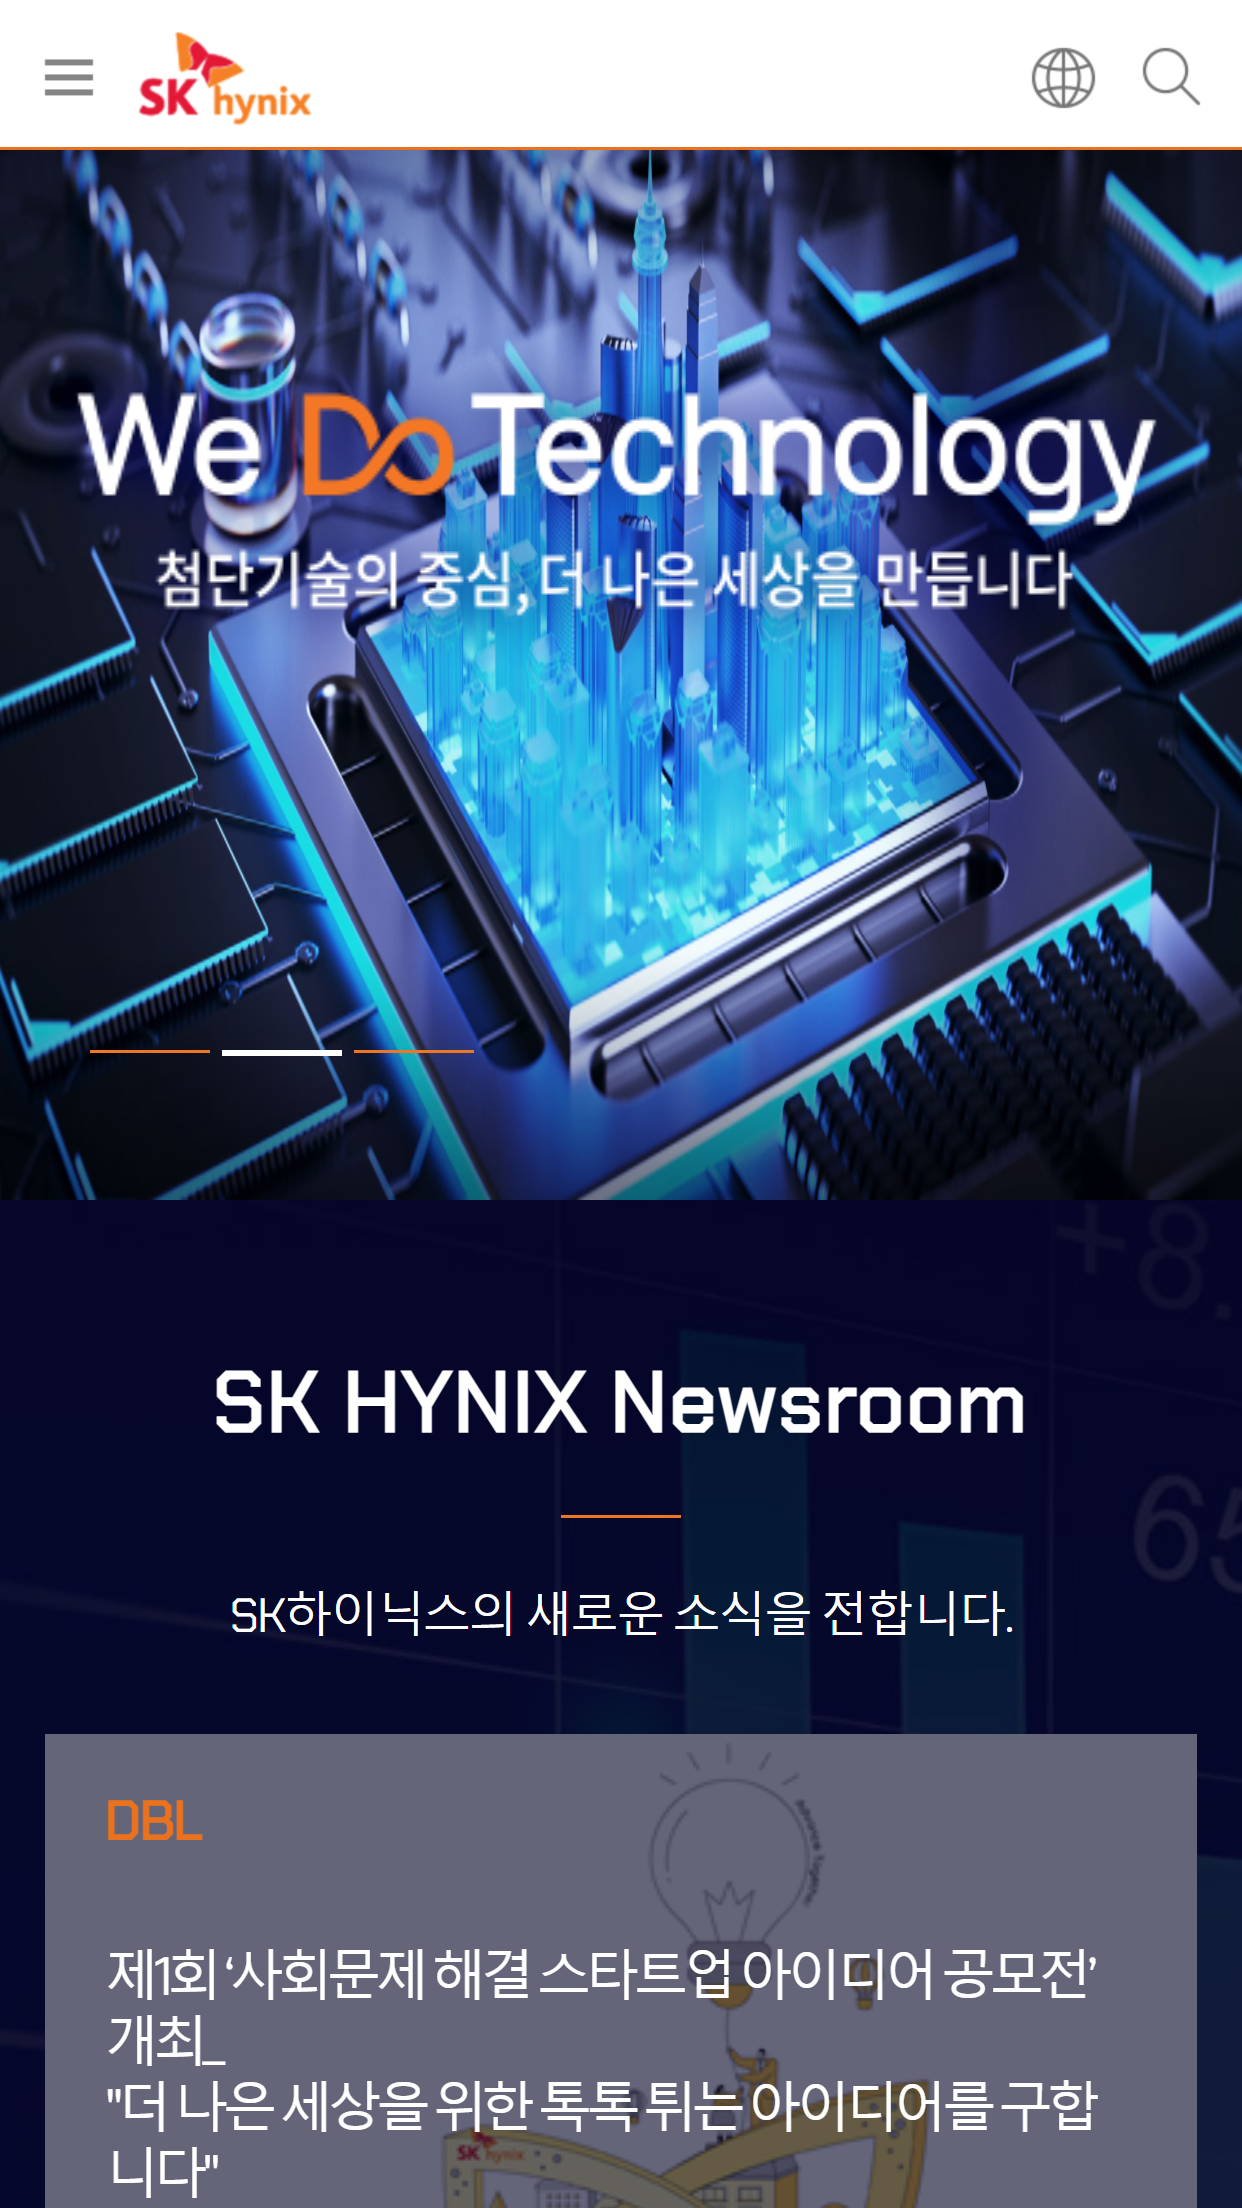 SK hynix
We Do Technology
첨단기술의 중심, 더 나은 세상을 만듭니다
+8.
SK HYNIX Newsroom
65
SK하이닉스의 새로운 소식을 전합니다.
DBL
제1회 ‘사회문제 해결 스타트업 아이디어 공모전’
개최_
"더 나은 세상을 위한 톡톡 튀는 아이디어를 구합
니다"
SK hynix